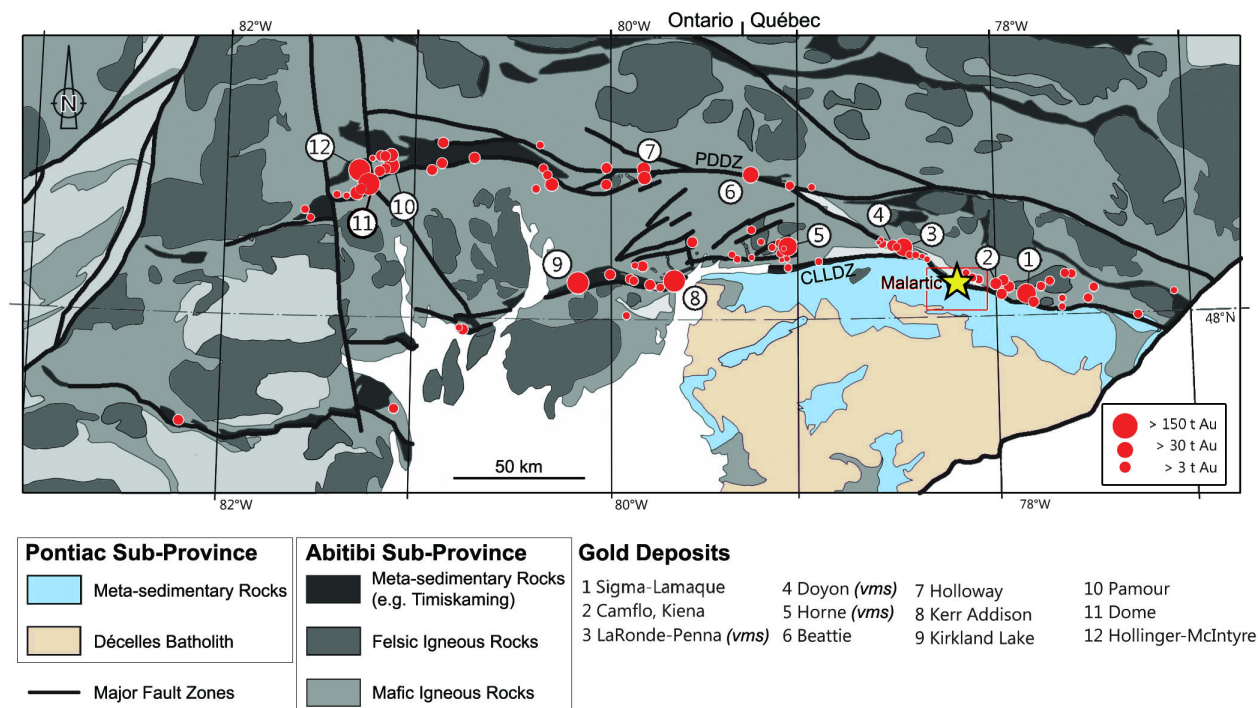 Ontario Québec
82°W
80°W
78°W
N
12
7
PDDZ
6
11
10
4
3
5
9
CLLDZ
2
1
Malartic
8
48°N
> 150 t Au
> 30 t Au
> 3 t Au
50 km
82°W
80°W
78°W
Pontiac Sub-Province
Meta-sedimentary Rocks
Décelles Batholith
Major Fault Zones
Abitibi Sub-Province
Meta-sedimentary Rocks
(e.g. Timiskaming)
Felsic Igneous Rocks
Mafic Igneous Rocks
Gold Deposits
1 Sigma-Lamaque
2 Camflo, Kiena
3 LaRonde-Penna (vms)
4 Doyon (vms)
5 Horne (vms)
6 Beattie
7 Holloway
8 Kerr Addison
9 Kirkland Lake
10 Pamour
11 Dome
12 Hollinger-McIntyre